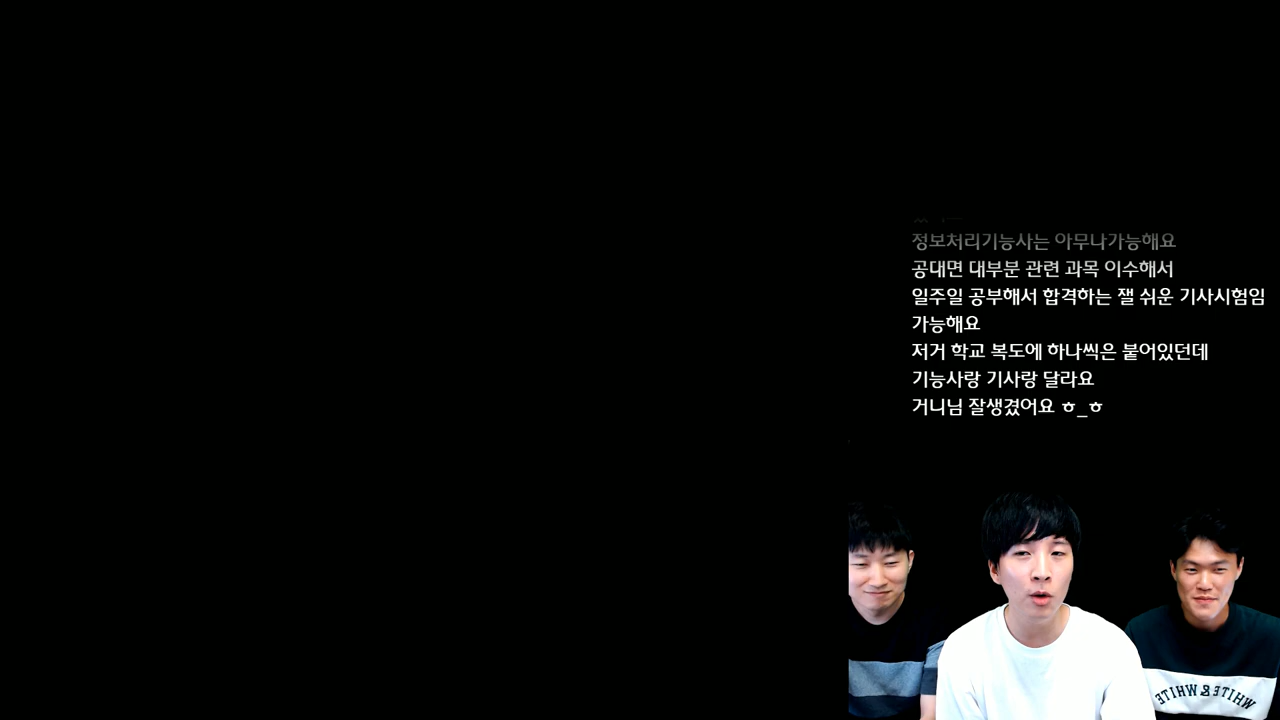 정보처리기능사는 아무나가능해요
공대면 대부분 관련 과목 이수해서
일주일 공부해서 합격하는 잴 쉬운 기사시험임
가능해요
저거 학교 복도에 하나씩은 붙어있던데
기능사랑 기사랑 달라요
거니님 잘생겼어요 ㅎ_ㅎ
WHITE & WHITE